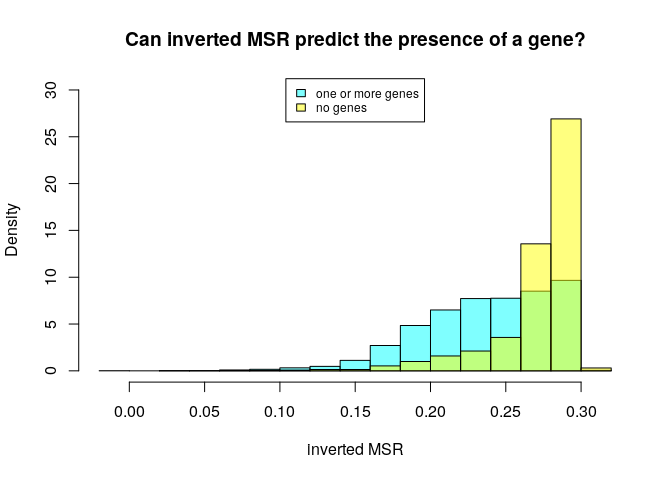 Can inverted MSR predict the presence of a gene?
one or more genes
no genes
Density
0
5
10
15
20
25
30
0.00 0.05 0.10 0.15 0.20 0.25 0.30
inverted MSR